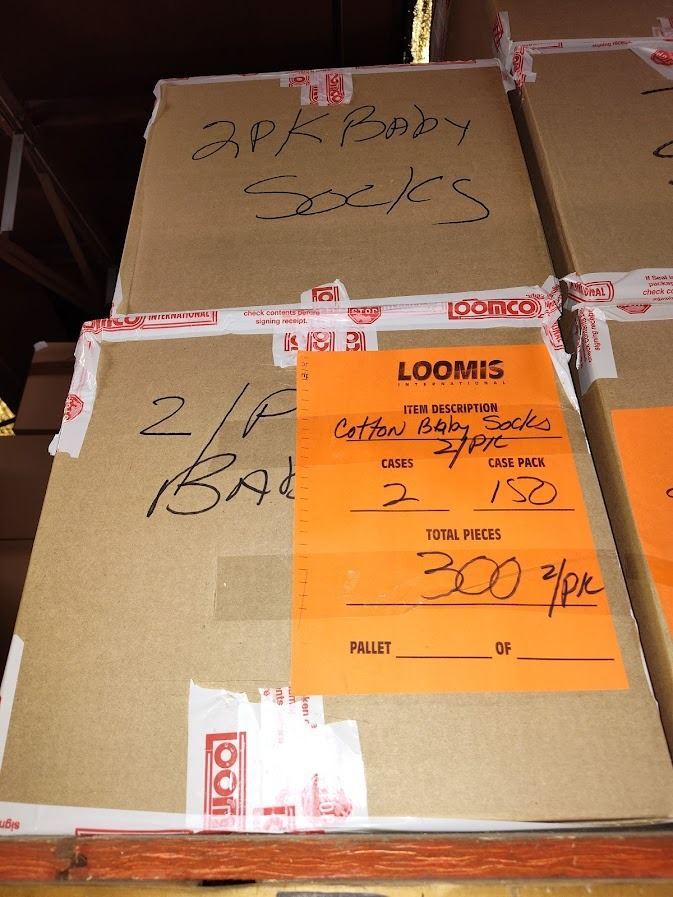 2PK BABY
SOCKS
INTERNATIONAL
check contents before
signing receipt.
LOOMCO
2/P
BAB
LOOMIS
INTERNATIONAL
ITEM DESCRIPTION
Cotton Baby Socks
2/PK
CASES
CASE PACK
2
150
TOTAL PIECES
300 2/PK
PALLET
OF